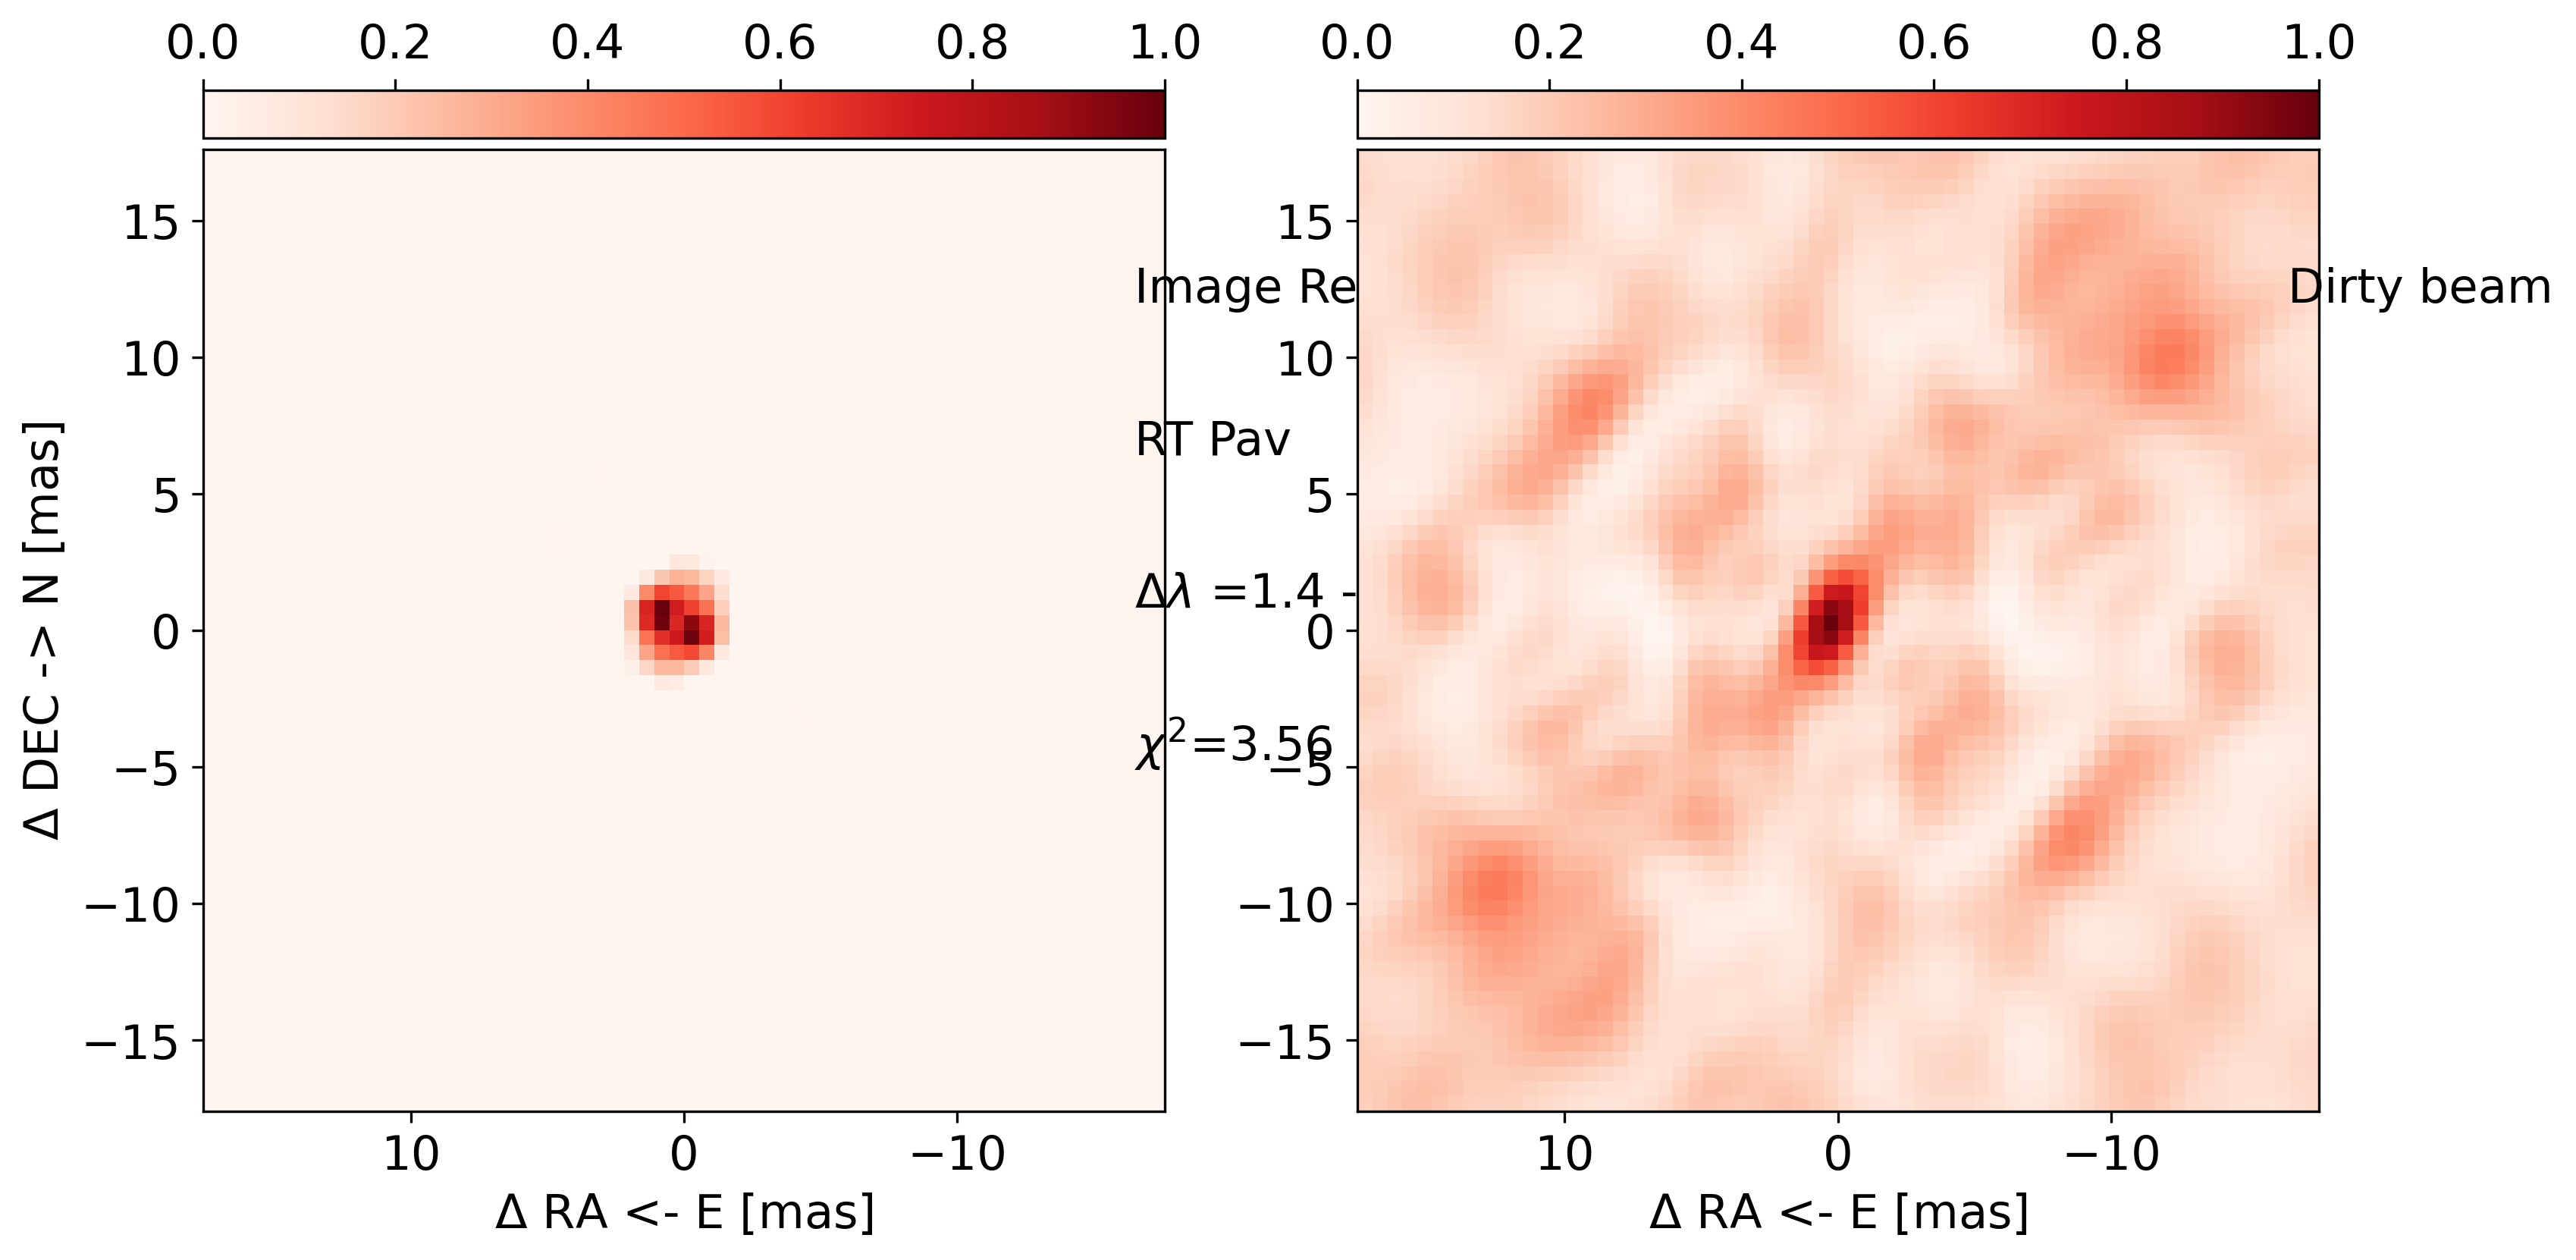 0.0 0.2 0.4 0.6 0.8 1.0
0.0 0.2 0.4 0.6 0.8 1.0
Δ DEC -> N [mas]
15
10
5
0
−5
−10
−15
10 0 −10
Δ RA <- E [mas]
Image Re
RT Pav
Δλ =1.4 -
χ²=3.56
15
10
5
0
−5
−10
−15
10 0 −10
Δ RA <- E [mas]
Dirty beam